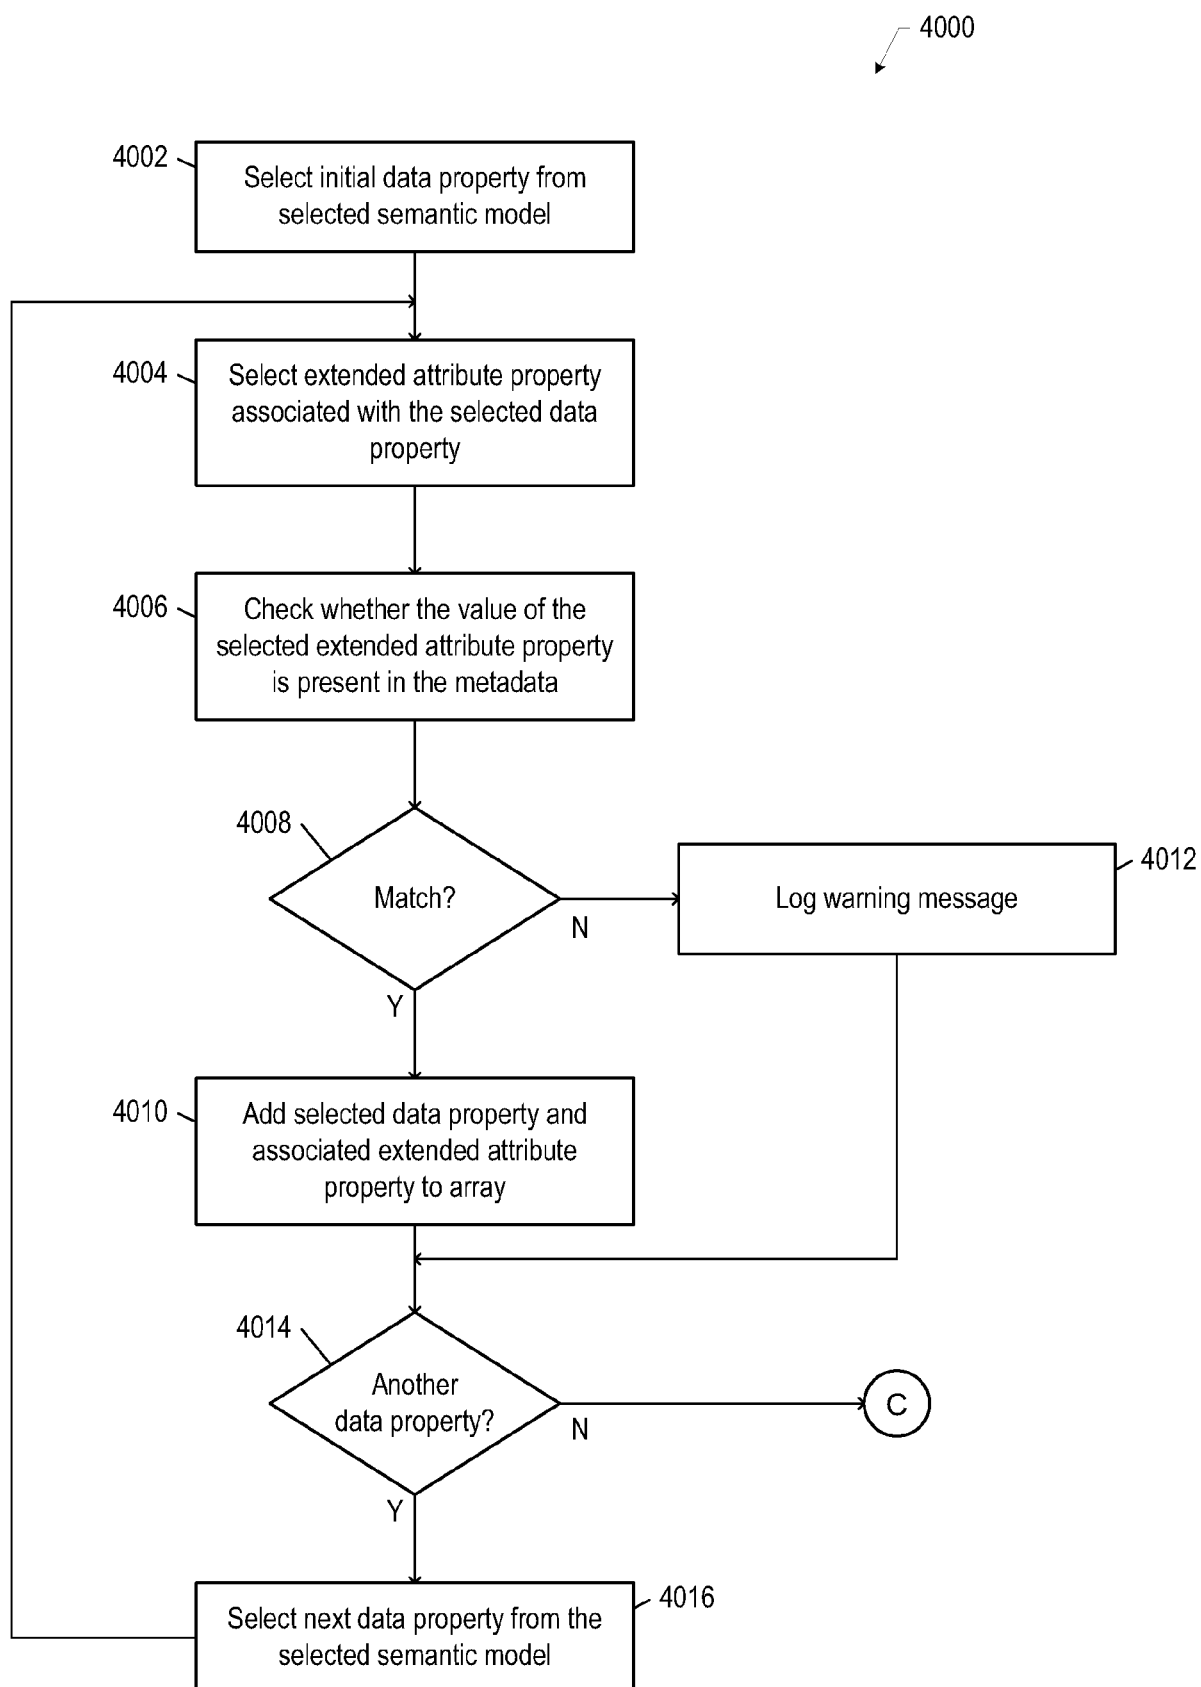 4000
4002
Select initial data property from
selected semantic model
4004
Select extended attribute property
associated with the selected data
property
4006
Check whether the value of the
selected extended attribute property
is present in the metadata
4008
Match?
N
4012
Log warning message
Y
4010
Add selected data property and
associated extended attribute
property to array
4014
Another
data property?
N
C
Y
4016
Select next data property from the
selected semantic model